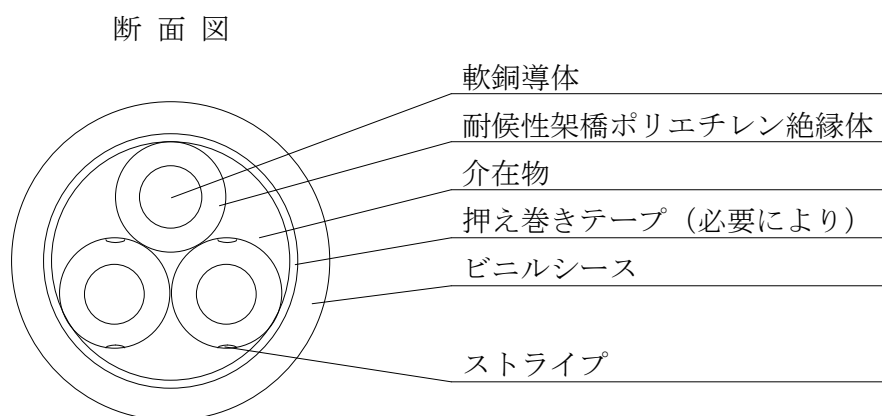 断面図
軟銅導体
耐候性架橋ポリエチレン絶縁体
介在物
押え巻きテープ（必要により）
ビニルシース
ストライプ